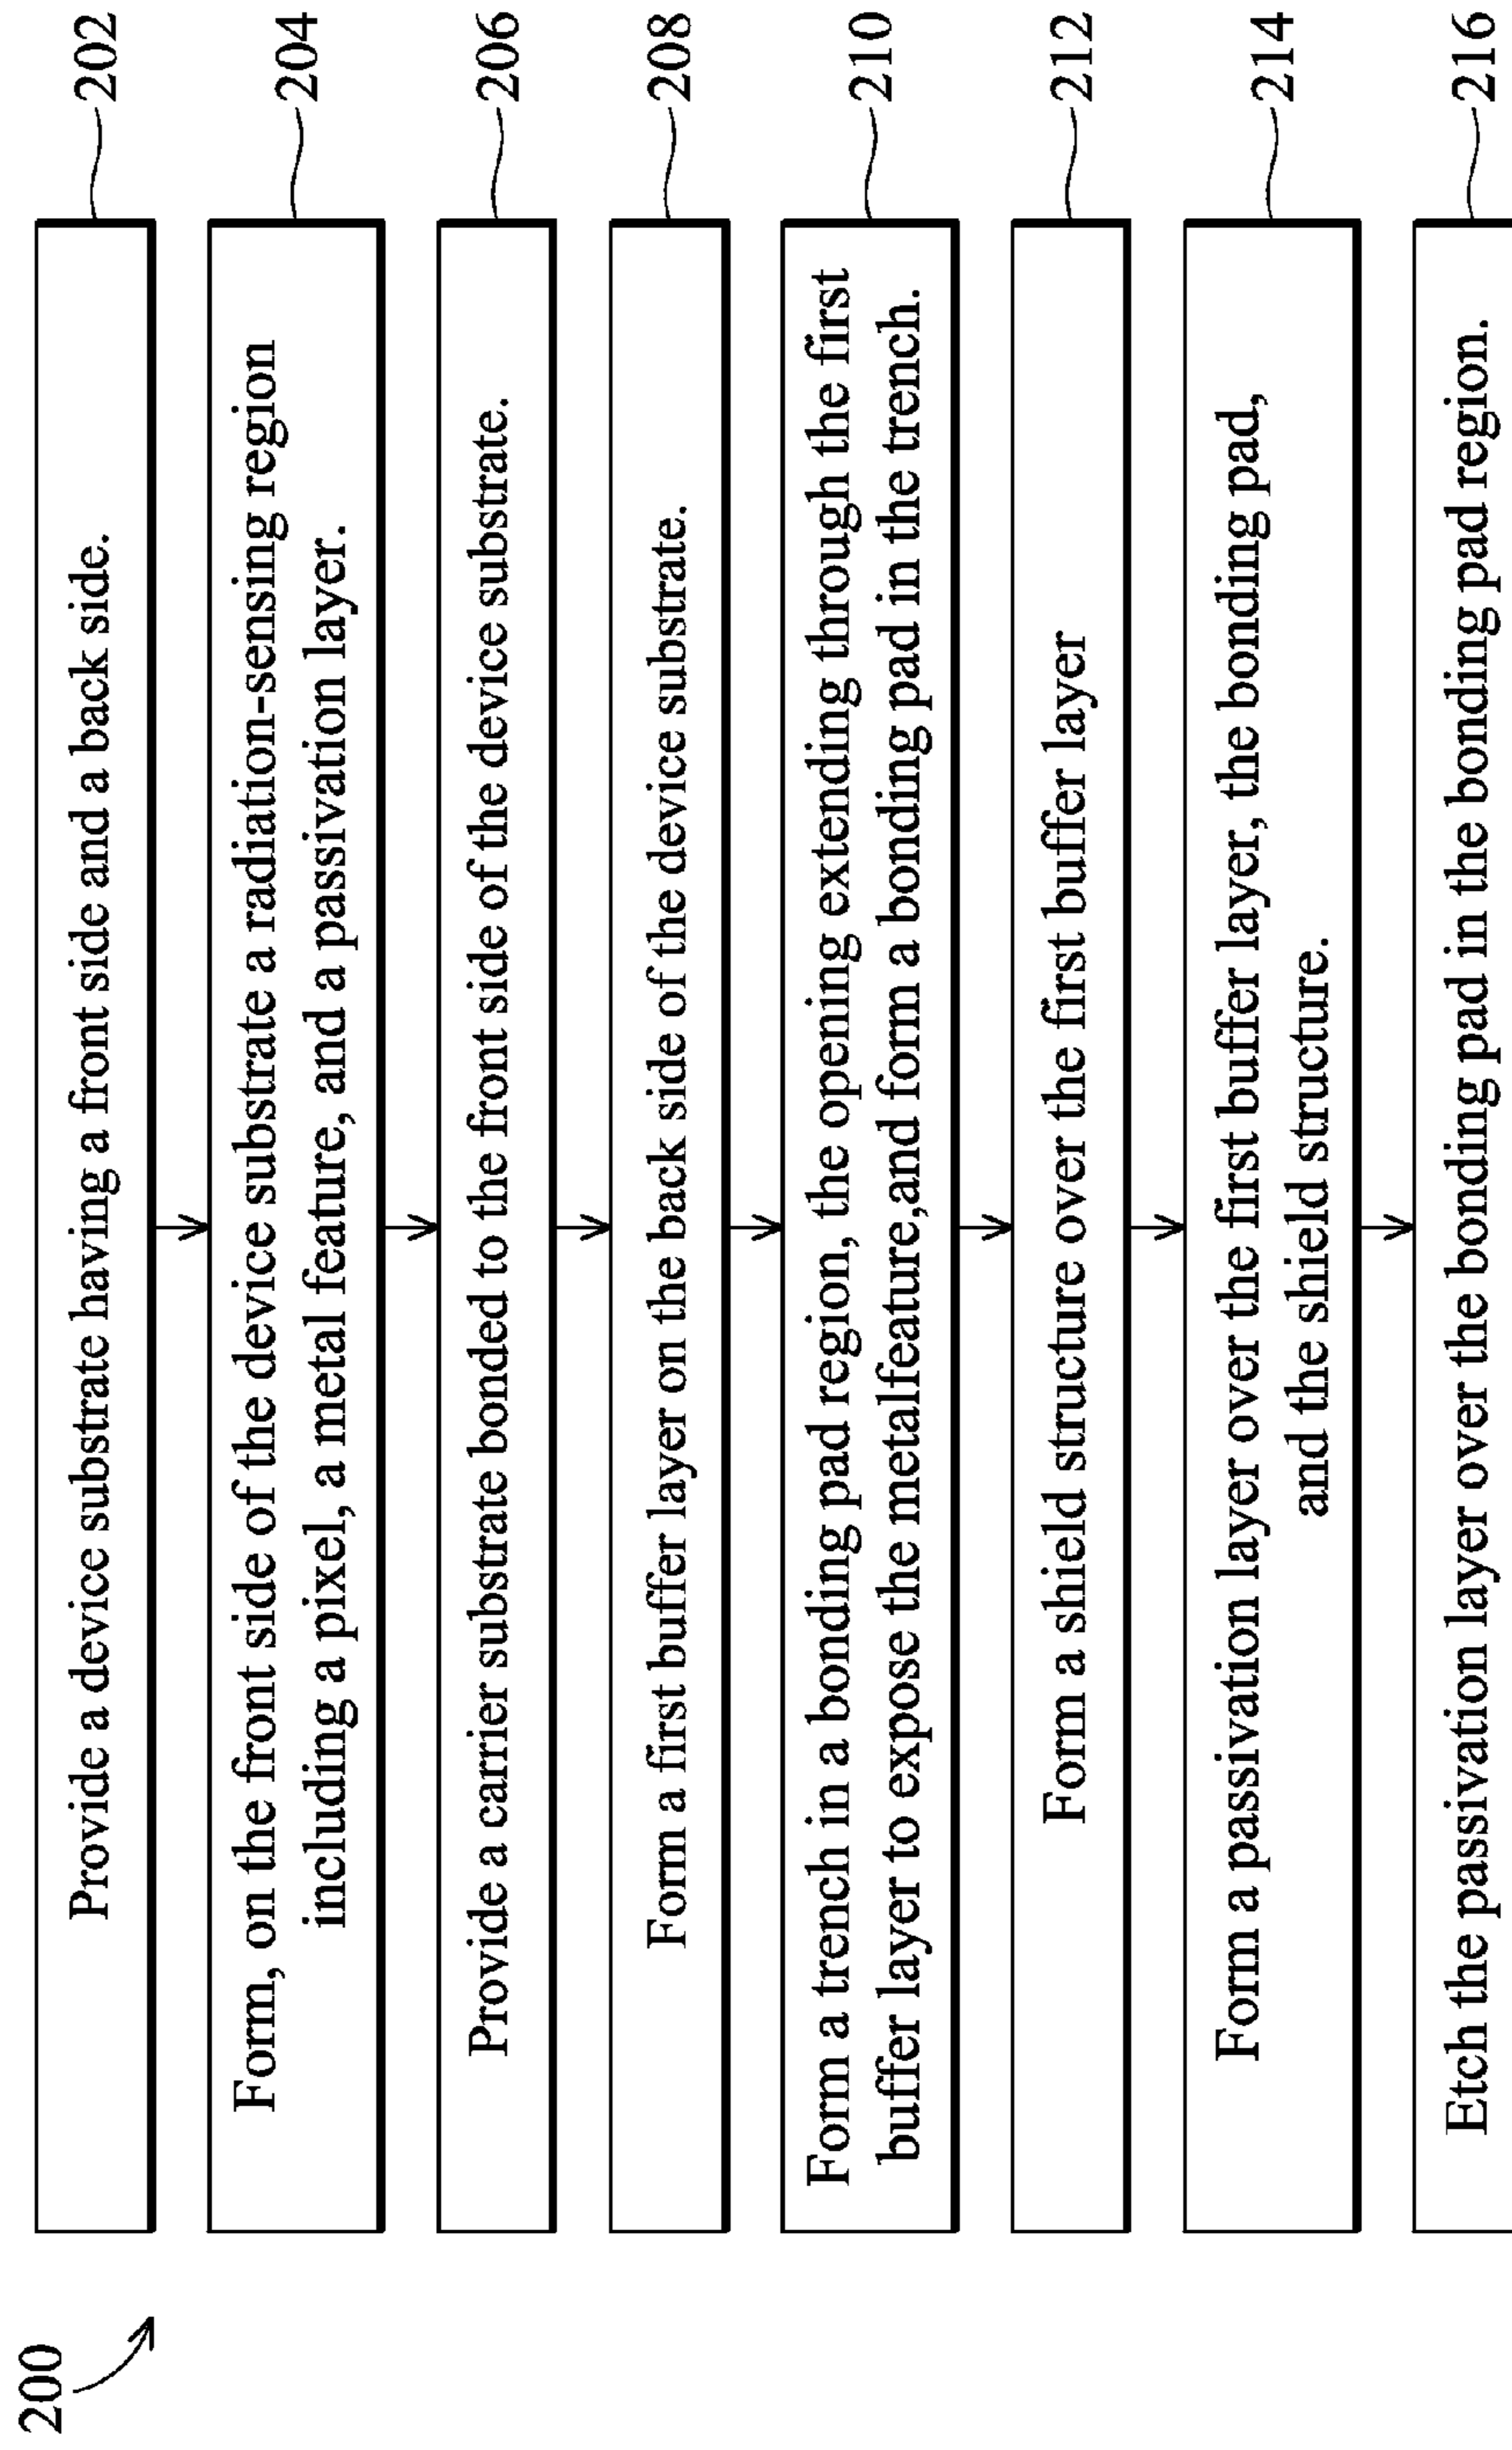 200
Provide a device substrate having a front side and a back side.
202
Form, on the front side of the device substrate a radiation-sensing region
including a pixel, a metal feature, and a passivation layer.
204
Provide a carrier substrate bonded to the front side of the device substrate.
206
Form a first buffer layer on the back side of the device substrate.
208
Form a trench in a bonding pad region, the opening extending through the first
buffer layer to expose the metalfeature,and form a bonding pad in the trench.
210
Form a shield structure over the first buffer layer
212
Form a passivation layer over the first buffer layer, the bonding pad,
and the shield structure.
214
Etch the passivation layer over the bonding pad in the bonding pad region.
216